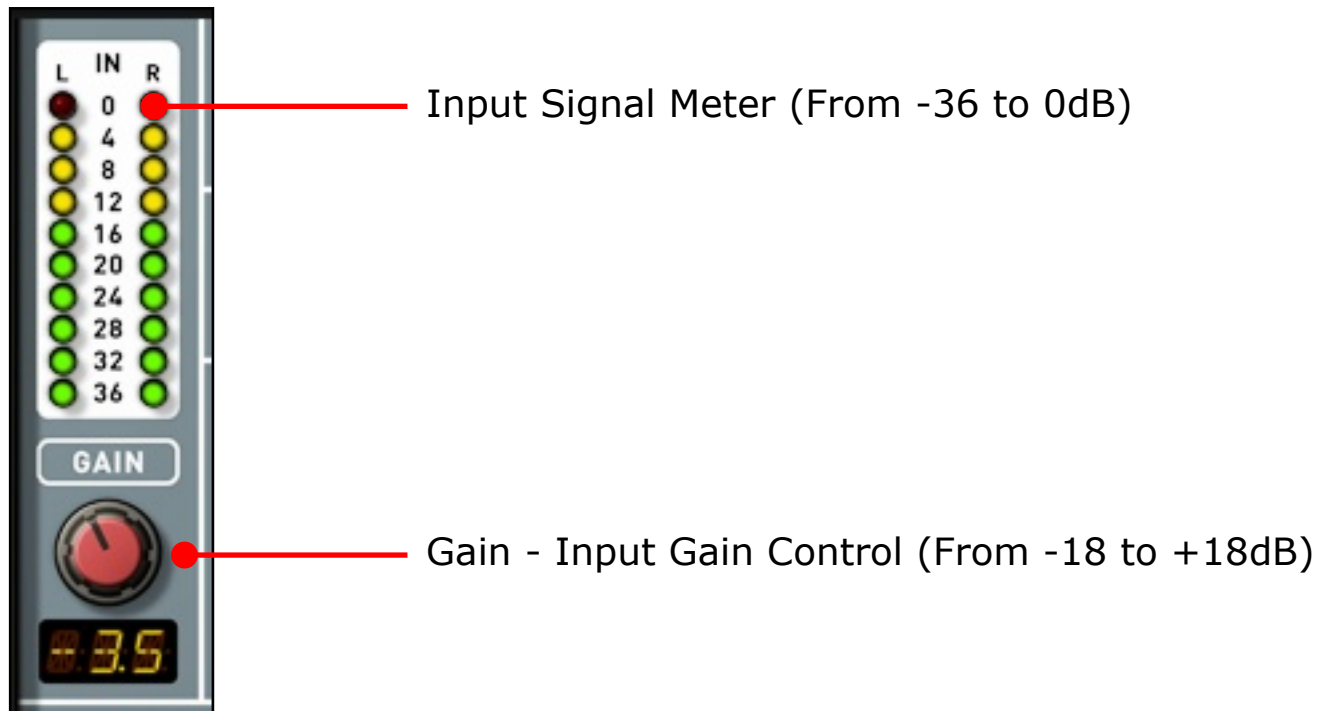 L IN R
0
Input Signal Meter (From -36 to 0dB)
4
8
12
16
20
24
28
32
36
GAIN
Gain - Input Gain Control (From -18 to +18dB)
-3.5